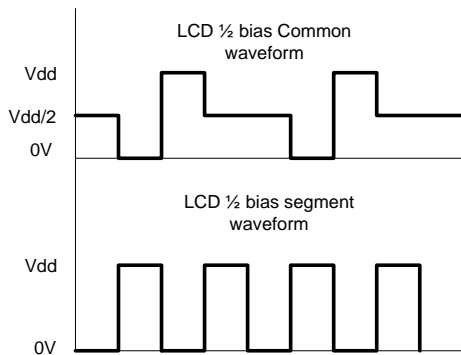 LCD ½ bias Common
waveform
Vdd
Vdd/2
0V
LCD ½ bias segment
waveform
Vdd
0V